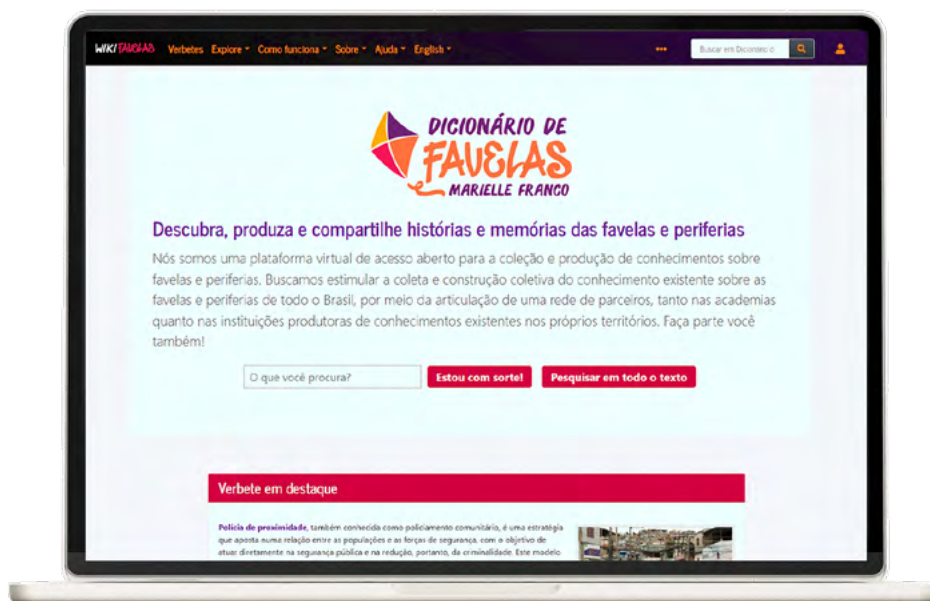 WIKI FAVELAS Verbetes Explore Como funciona Sobre Ajuda English Buscar em Dicionário d
DICIONÁRIO DE
FAVELAS
MARIELLE FRANCO
Descubra, produza e compartilhe histórias e memórias das favelas e periferias
Nós somos uma plataforma virtual de acesso aberto para a coleção e produção de conhecimentos sobre
favelas e periferias. Buscamos estimular a coleta e construção coletiva do conhecimento existente sobre as
favelas e periferias de todo o Brasil, por meio da articulação de uma rede de parceiros, tanto nas academias
quanto nas instituições produtoras de conhecimentos existentes nos próprios territórios. Faça parte você
também!
O que você procura? Estou com sorte! Pesquisar em todo o texto
Verbete em destaque
Polícia de proximidade, também conhecida como policiamento comunitário, é uma estratégia
que aposta numa relação entre as populações e as forças de segurança, com o objetivo de
atuar diretamente na segurança pública e na redução, portanto, da criminalidade. Este modelo